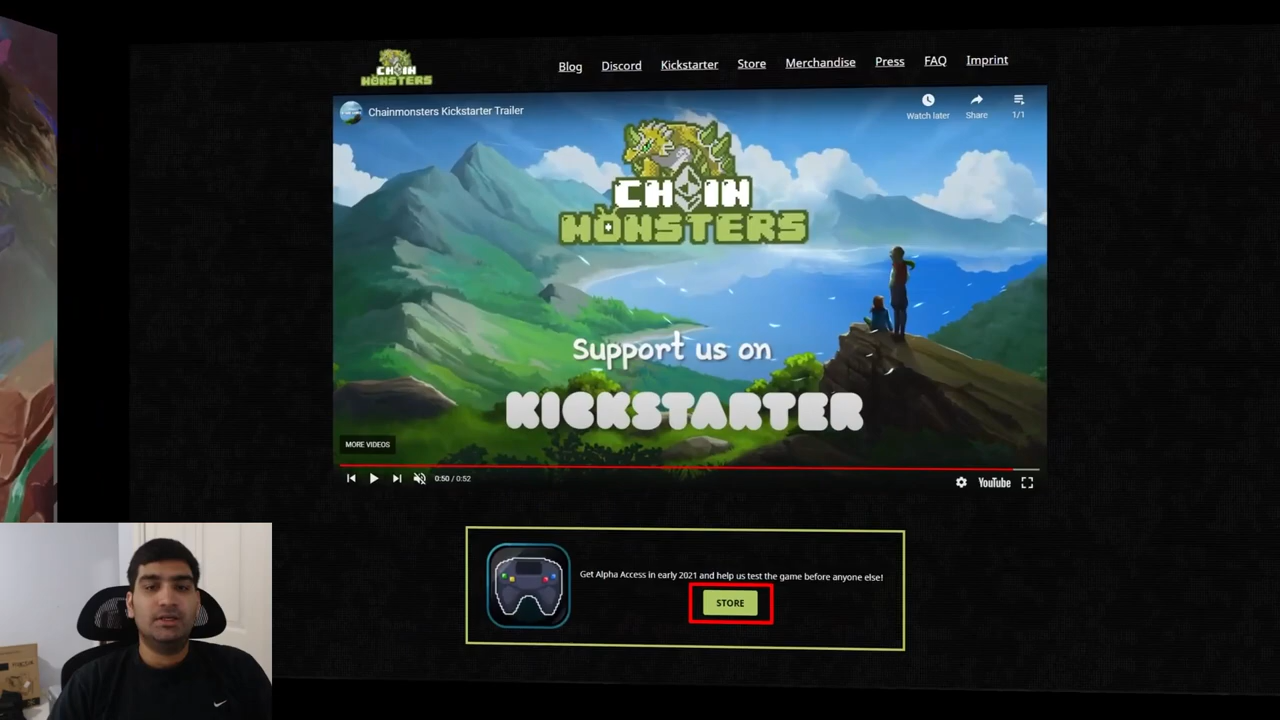 CHAIN
MONSTERS
Blog Discord Kickstarter Store Merchandise Press FAQ Imprint
Chainmonsters Kickstarter Trailer
Watch later Share 1/1
CHAIN
MONSTERS
Support us on
KICKSTARTER
MORE VIDEOS
0:50 / 0:52
YouTube
Get Alpha Access in early 2021 and help us test the game before anyone else!
STORE